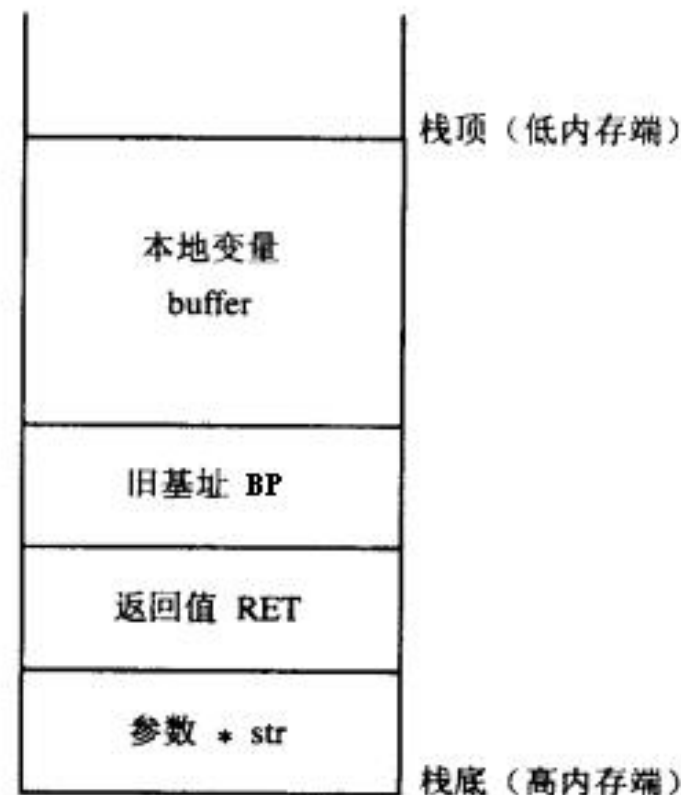 栈顶（低内存端）
本地变量
buffer
旧基址 BP
返回值 RET
参数 * str
栈底（高内存端）